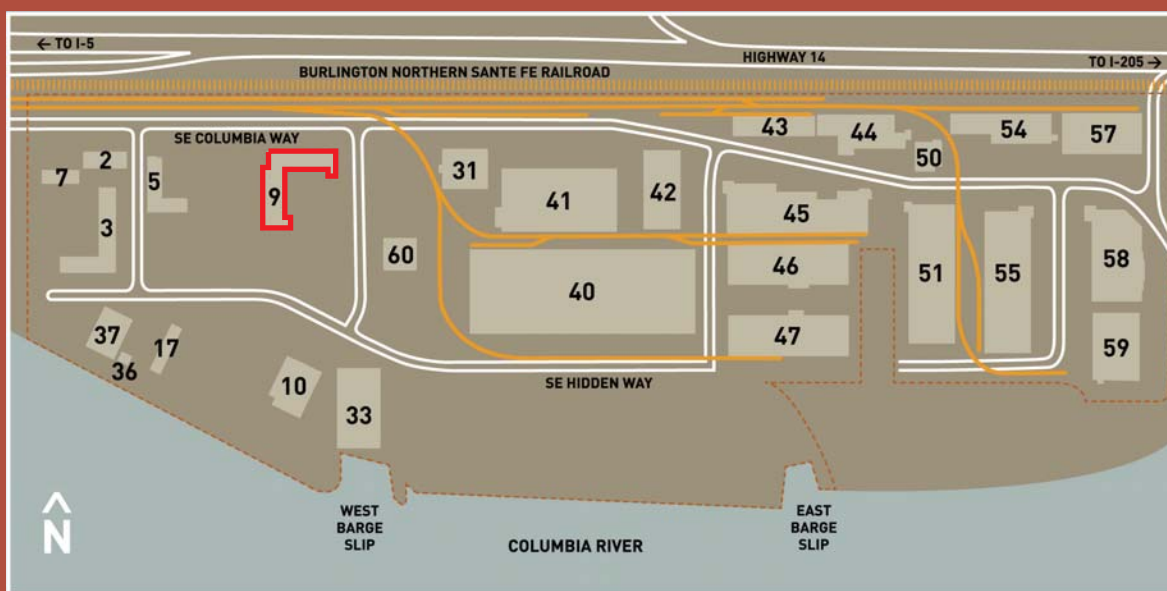 ← TO I-5
HIGHWAY 14
TO I-205 →
BURLINGTON NORTHERN SANTE FE RAILROAD
SE COLUMBIA WAY
43
44
54
57
50
2
7
5
9
31
41
42
3
45
60
46
40
51
55
58
37
17
36
47
59
SE HIDDEN WAY
10
33
N
WEST
BARGE
SLIP
EAST
BARGE
SLIP
COLUMBIA RIVER